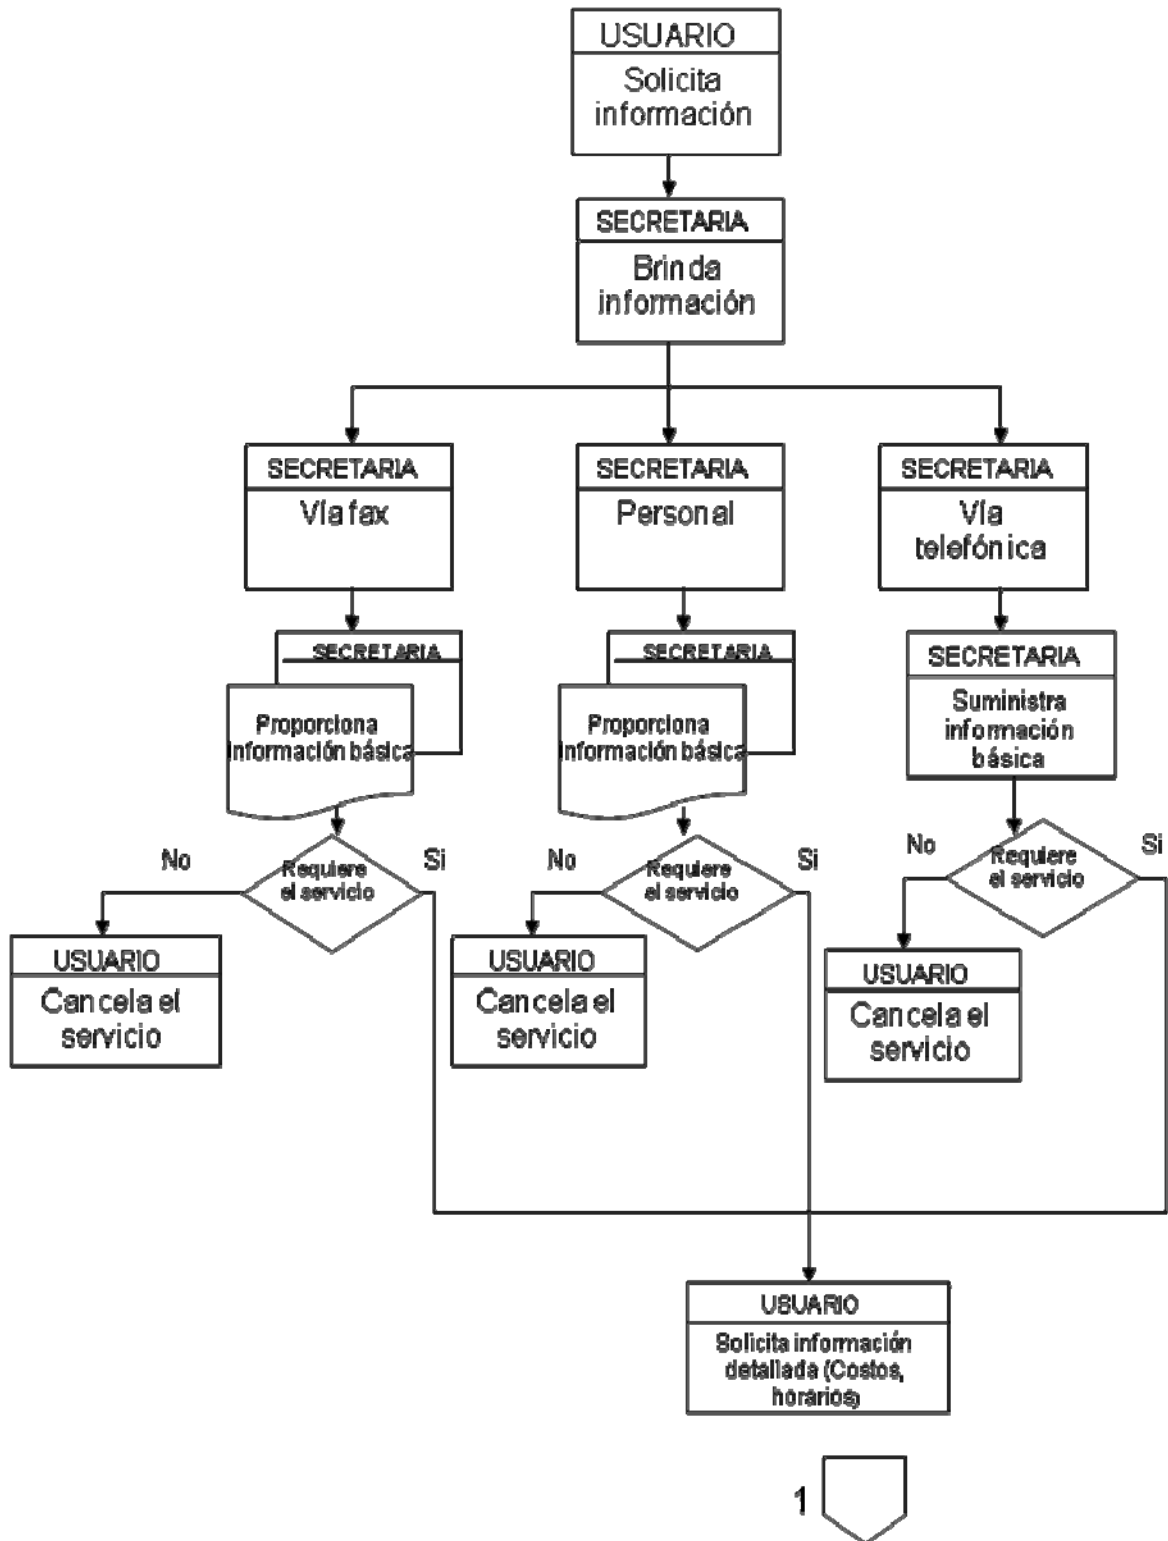 USUARIO
Solicita
información
SECRETARIA
Brinda
información
SECRETARIA
Vía fax
SECRETARIA
Personal
SECRETARIA
Vía
telefónica
SECRETARIA
Proporciona
información básica
SECRETARIA
Proporciona
información básica
SECRETARIA
Suministra
información
básica
No
Requiere
el servicio
Si
No
Requiere
el servicio
Si
No
Requiere
el servicio
Si
USUARIO
Cancela el
servicio
USUARIO
Cancela el
servicio
USUARIO
Cancela el
servicio
USUARIO
Solicita información
detallada (Costos,
horarios)
1